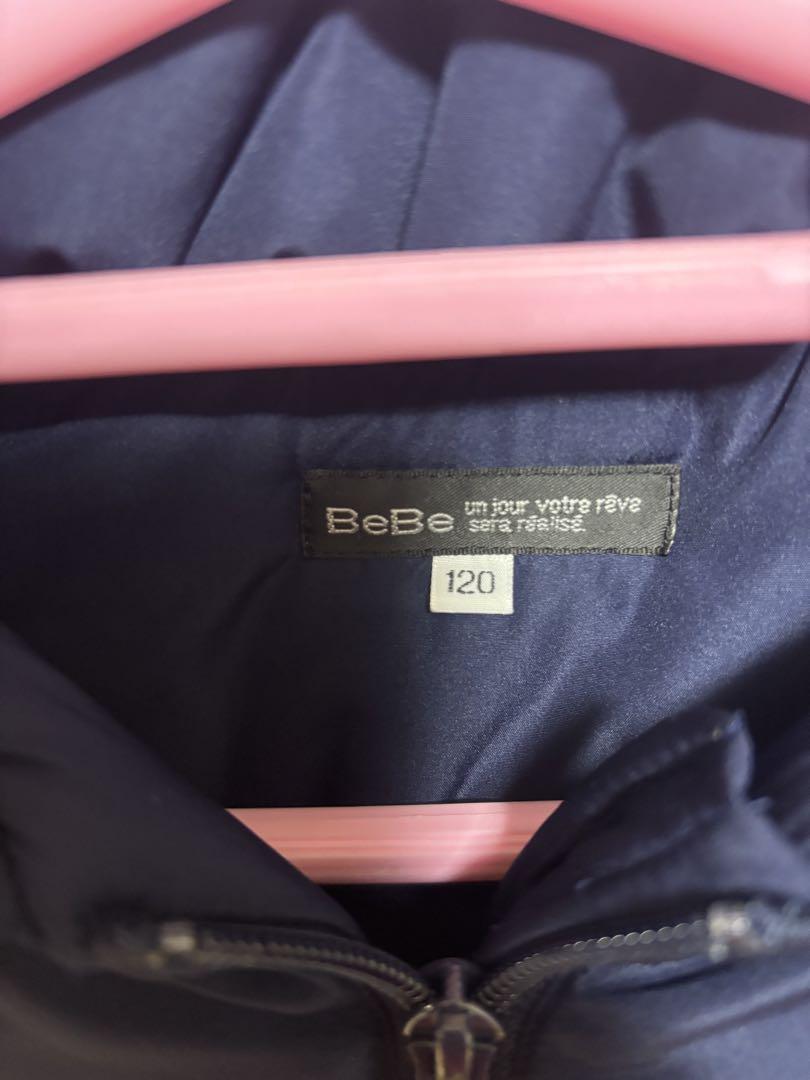 BeBe un jour votre rêve
sera réalisé.
120